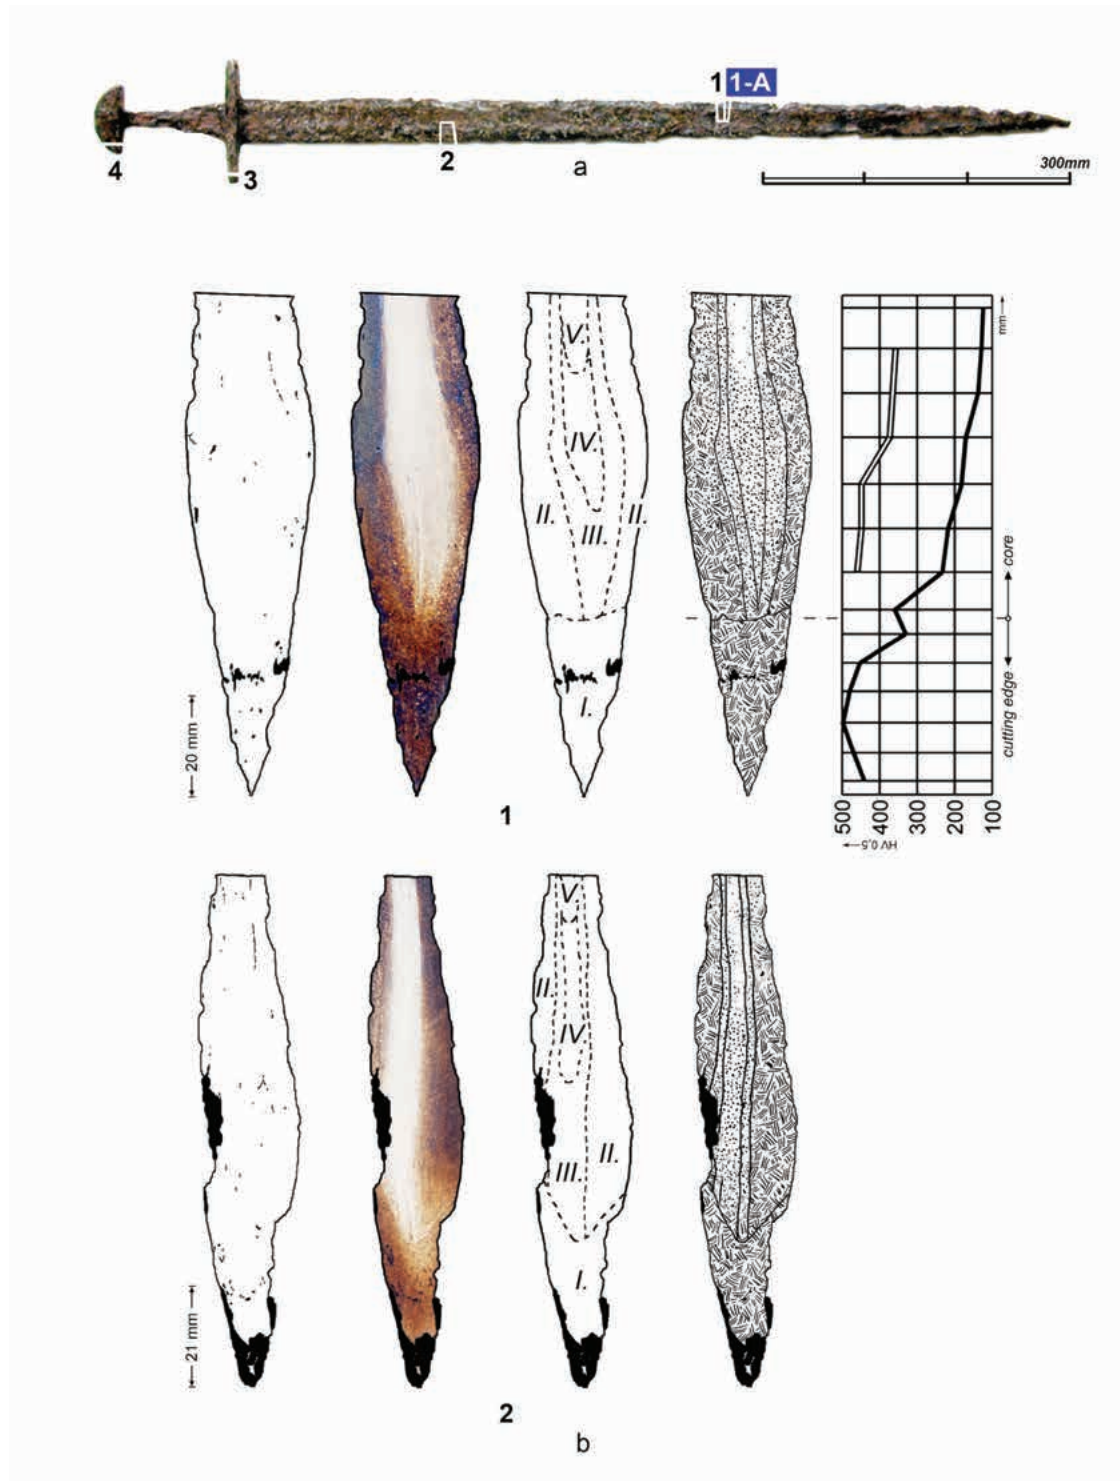 1 1-A
4
3
2
a
300mm
V.
IV.
II.
III.
II.
I.
20 mm
1
mm
core
cutting edge
500
400
300
200
100
HV 0,5
V.
II.
IV.
II.
III.
I.
21 mm
2
b